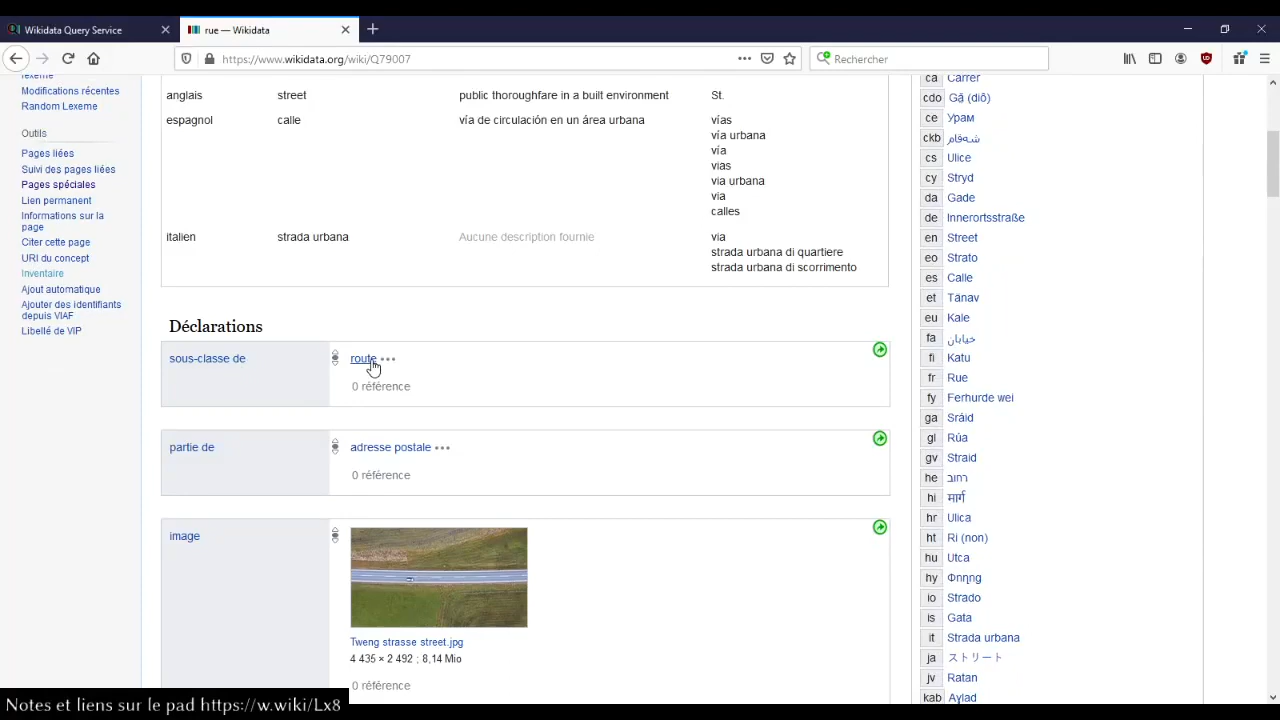 Wikidata Query Service
rue — Wikidata
https://www.wikidata.org/wiki/Q79007
Rechercher
lexème
Modifications récentes
Random Lexeme
Outils
Pages liées
Suivi des pages liées
Pages spéciales
Lien permanent
Informations sur la
page
Citer cette page
URI du concept
Inventaire
Ajout automatique
Ajouter des identifiants
depuis VIAF
Libellé de VIP
anglais street public thoroughfare in a built environment St.
espagnol calle vía de circulación en un área urbana vías
vía urbana
vía
vias
via urbana
via
calles
italien strada urbana Aucune description fournie via
strada urbana di quartiere
strada urbana di scorrimento
Déclarations
sous-classe de route
0 référence
partie de adresse postale
0 référence
image
Tweng strasse street.jpg
4 435 × 2 492 ; 8,14 Mio
0 référence
ca Carrer
cdo Gă̤ (diô)
ce Урам
ckb شەقام
cs Ulice
cy Stryd
da Gade
de Innerortsstraße
en Street
eo Strato
es Calle
et Tänav
eu Kale
fa خیابان
fi Katu
fr Rue
fy Ferhurde wei
ga Sráid
gl Rúa
gv Straid
he רחוב
hi मार्ग
hr Ulica
ht Ri (non)
hu Utca
hy Փողոց
io Strado
is Gata
it Strada urbana
ja ストリート
jv Ratan
kab Aylad
Notes et liens sur le pad https://w.wiki/Lx8